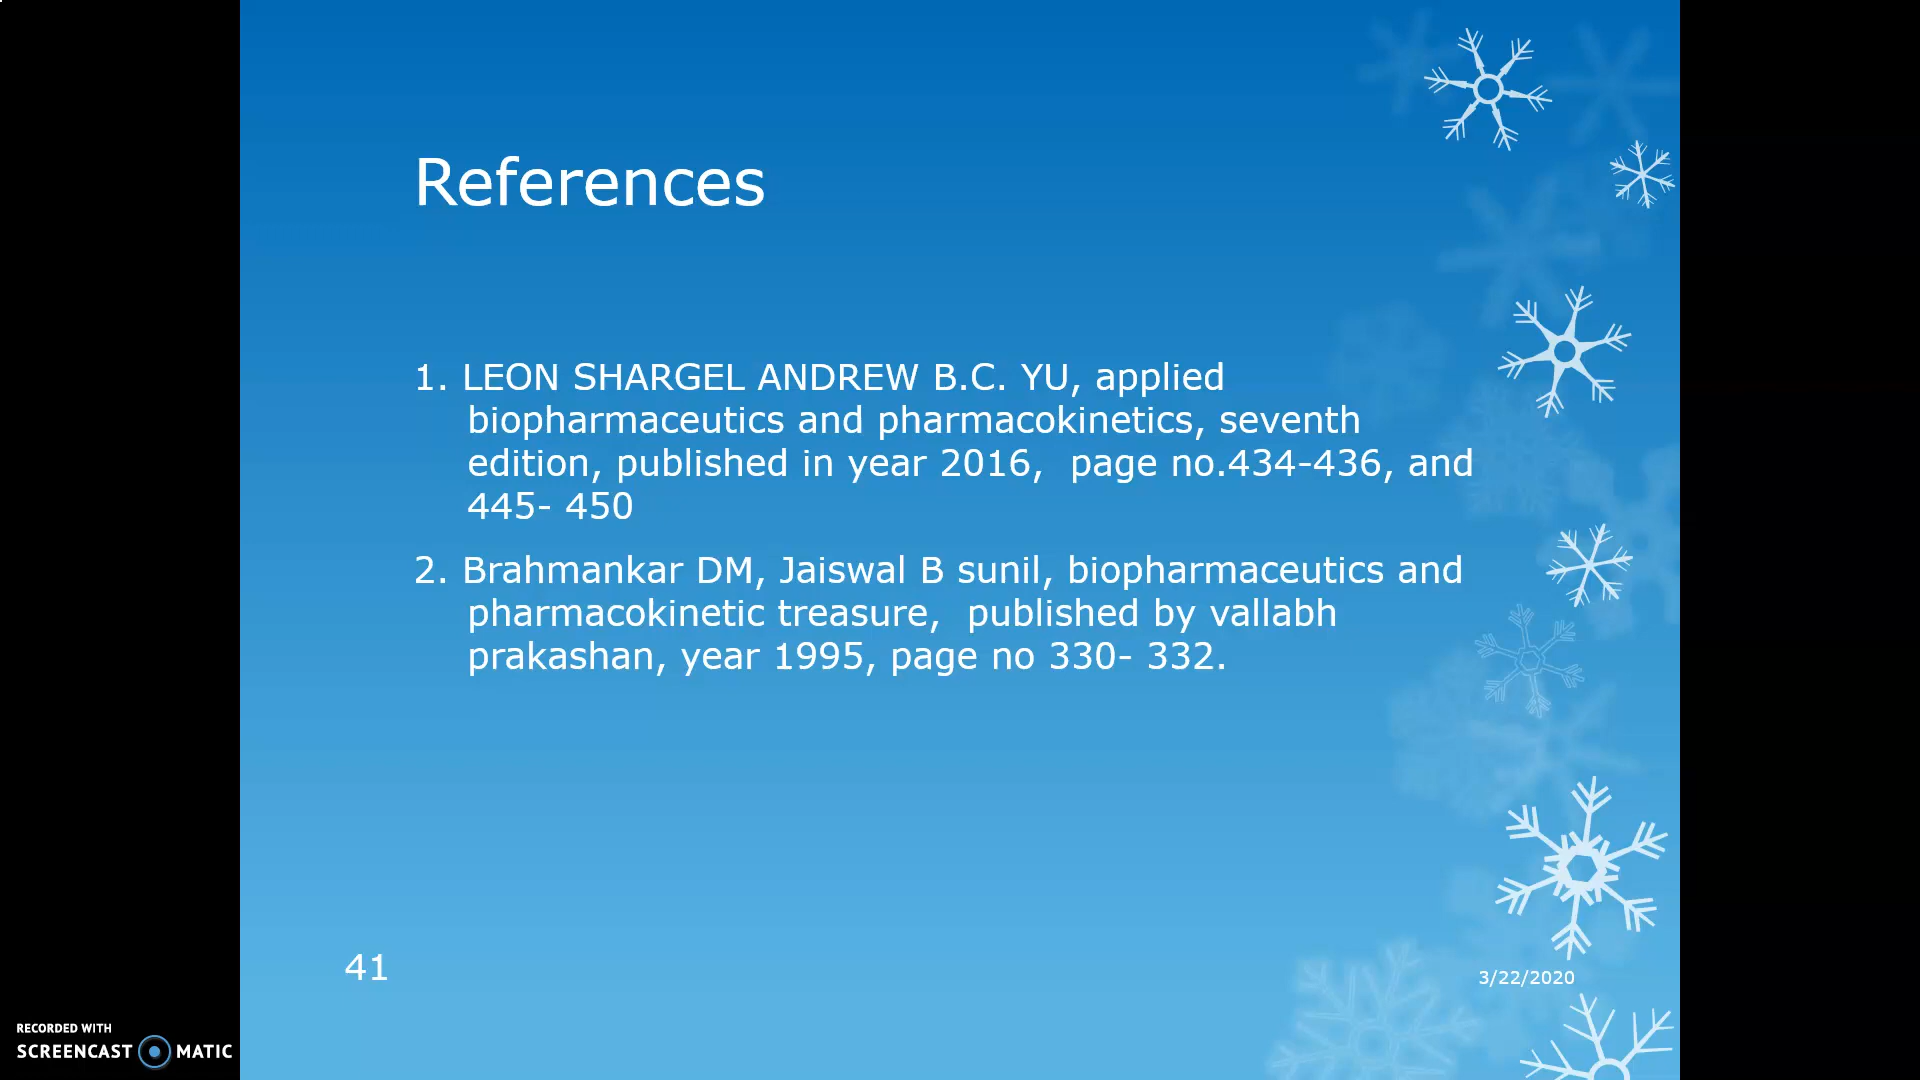 References
1. LEON SHARGEL ANDREW B.C. YU, applied
biopharmaceutics and pharmacokinetics, seventh
edition, published in year 2016,  page no.434-436, and
445- 450
2. Brahmankar DM, Jaiswal B sunil, biopharmaceutics and
pharmacokinetic treasure,  published by vallabh
prakashan, year 1995, page no 330- 332.
41
3/22/2020
RECORDED WITH
SCREENCAST MATIC